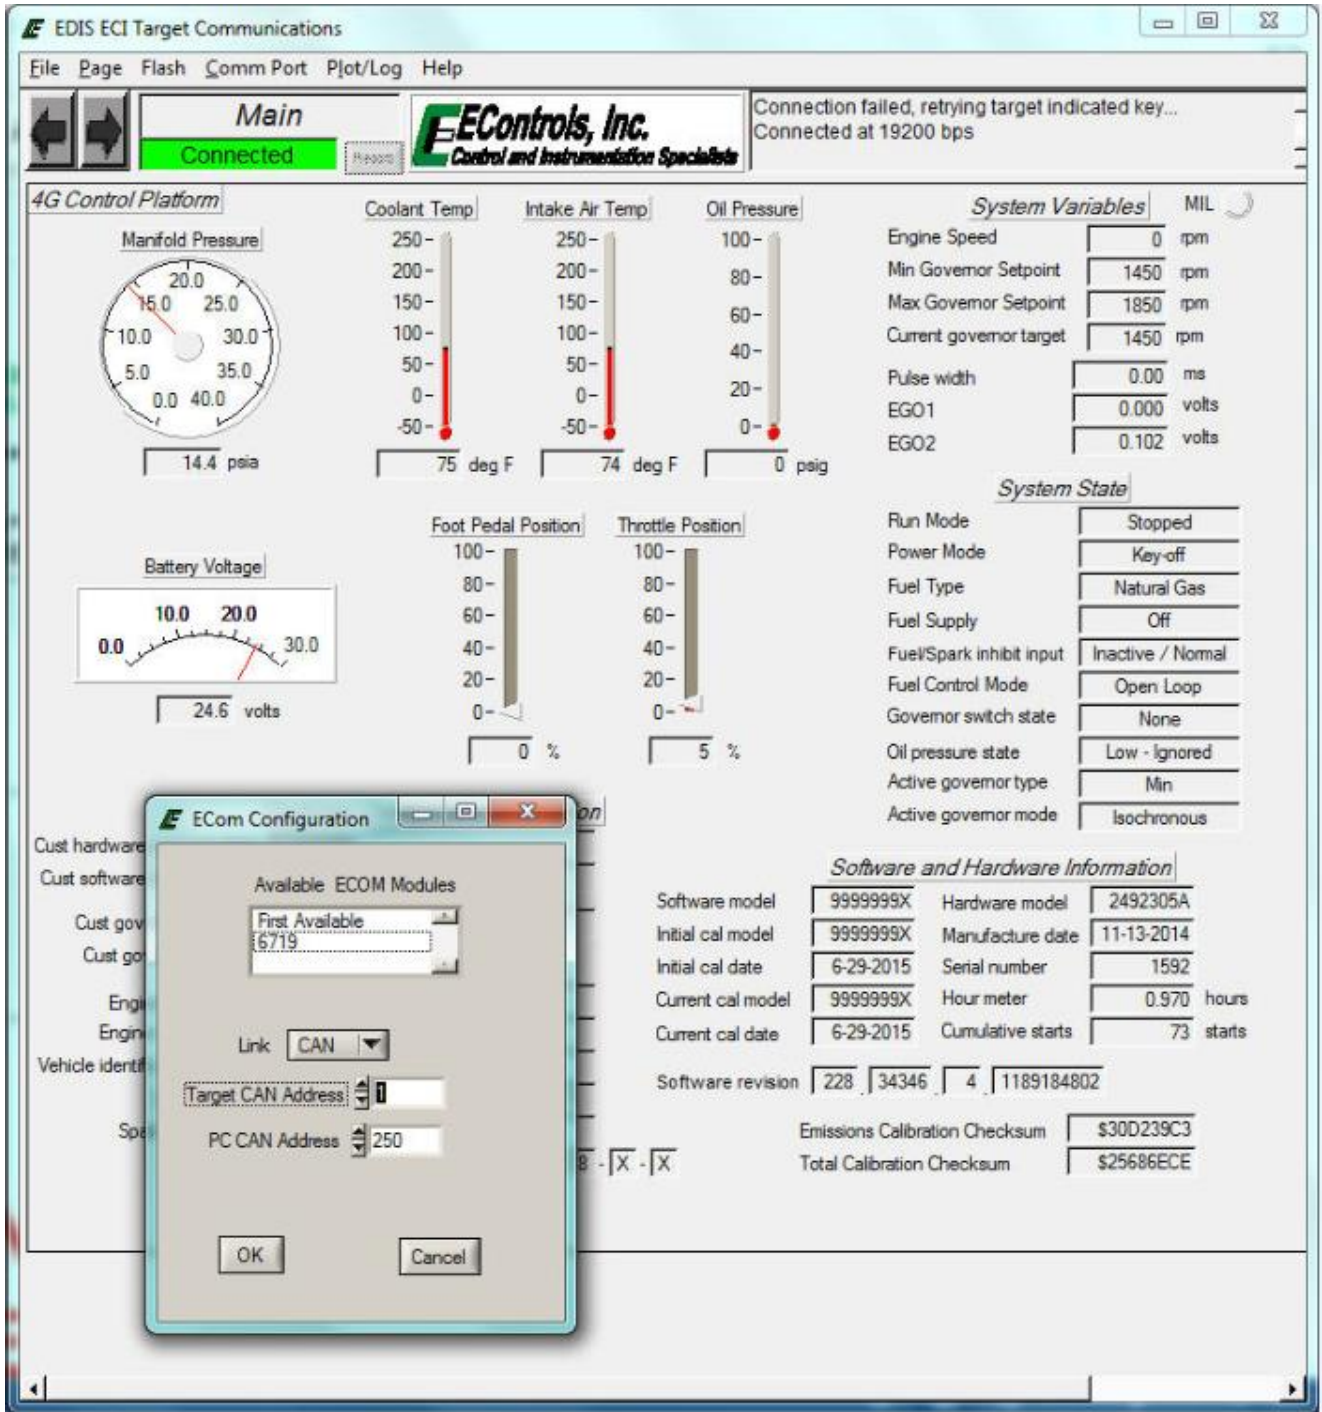 EDIS ECI Target Communications
File Page Flash Comm Port Plot/Log Help
Main
Connected
EControls, Inc.
Control and Instrumentation Specialists
Connection failed, retrying target indicated key...
Connected at 19200 bps
4G Control Platform
Manifold Pressure
20.0
15.0 25.0
10.0 30.0
5.0 35.0
0.0 40.0
14.4 psia
Coolant Temp
250
200
150
100
50
0
-50
75 deg F
Intake Air Temp
250
200
150
100
50
0
-50
74 deg F
Oil Pressure
100
80
60
40
20
0
0 psig
System Variables
MIL
Engine Speed 0 rpm
Min Governor Setpoint 1450 rpm
Max Governor Setpoint 1850 rpm
Current governor target 1450 rpm
Pulse width 0.00 ms
EGO1 0.000 volts
EGO2 0.102 volts
Battery Voltage
10.0 20.0
0.0 30.0
24.6 volts
Foot Pedal Position
100
80
60
40
20
0
0 %
Throttle Position
100
80
60
40
20
0
5 %
System State
Run Mode Stopped
Power Mode Key-off
Fuel Type Natural Gas
Fuel Supply Off
Fuel/Spark inhibit input Inactive / Normal
Fuel Control Mode Open Loop
Governor switch state None
Oil pressure state Low - Ignored
Active governor type Min
Active governor mode Isochronous
on
Cust hardware
Cust software
Cust gov
Cust go
Engi
Engin
Vehicle identif
Spa
8 - X - X
ECom Configuration
Available ECOM Modules
First Available
6719
Link CAN
Target CAN Address 1
PC CAN Address 250
OK Cancel
Software and Hardware Information
Software model 9999999X Hardware model 2492305A
Initial cal model 9999999X Manufacture date 11-13-2014
Initial cal date 6-29-2015 Serial number 1592
Current cal model 9999999X Hour meter 0.970 hours
Current cal date 6-29-2015 Cumulative starts 73 starts
Software revision 228 . 34346 . 4 . 1189184802
Emissions Calibration Checksum $30D239C3
Total Calibration Checksum $25686ECE